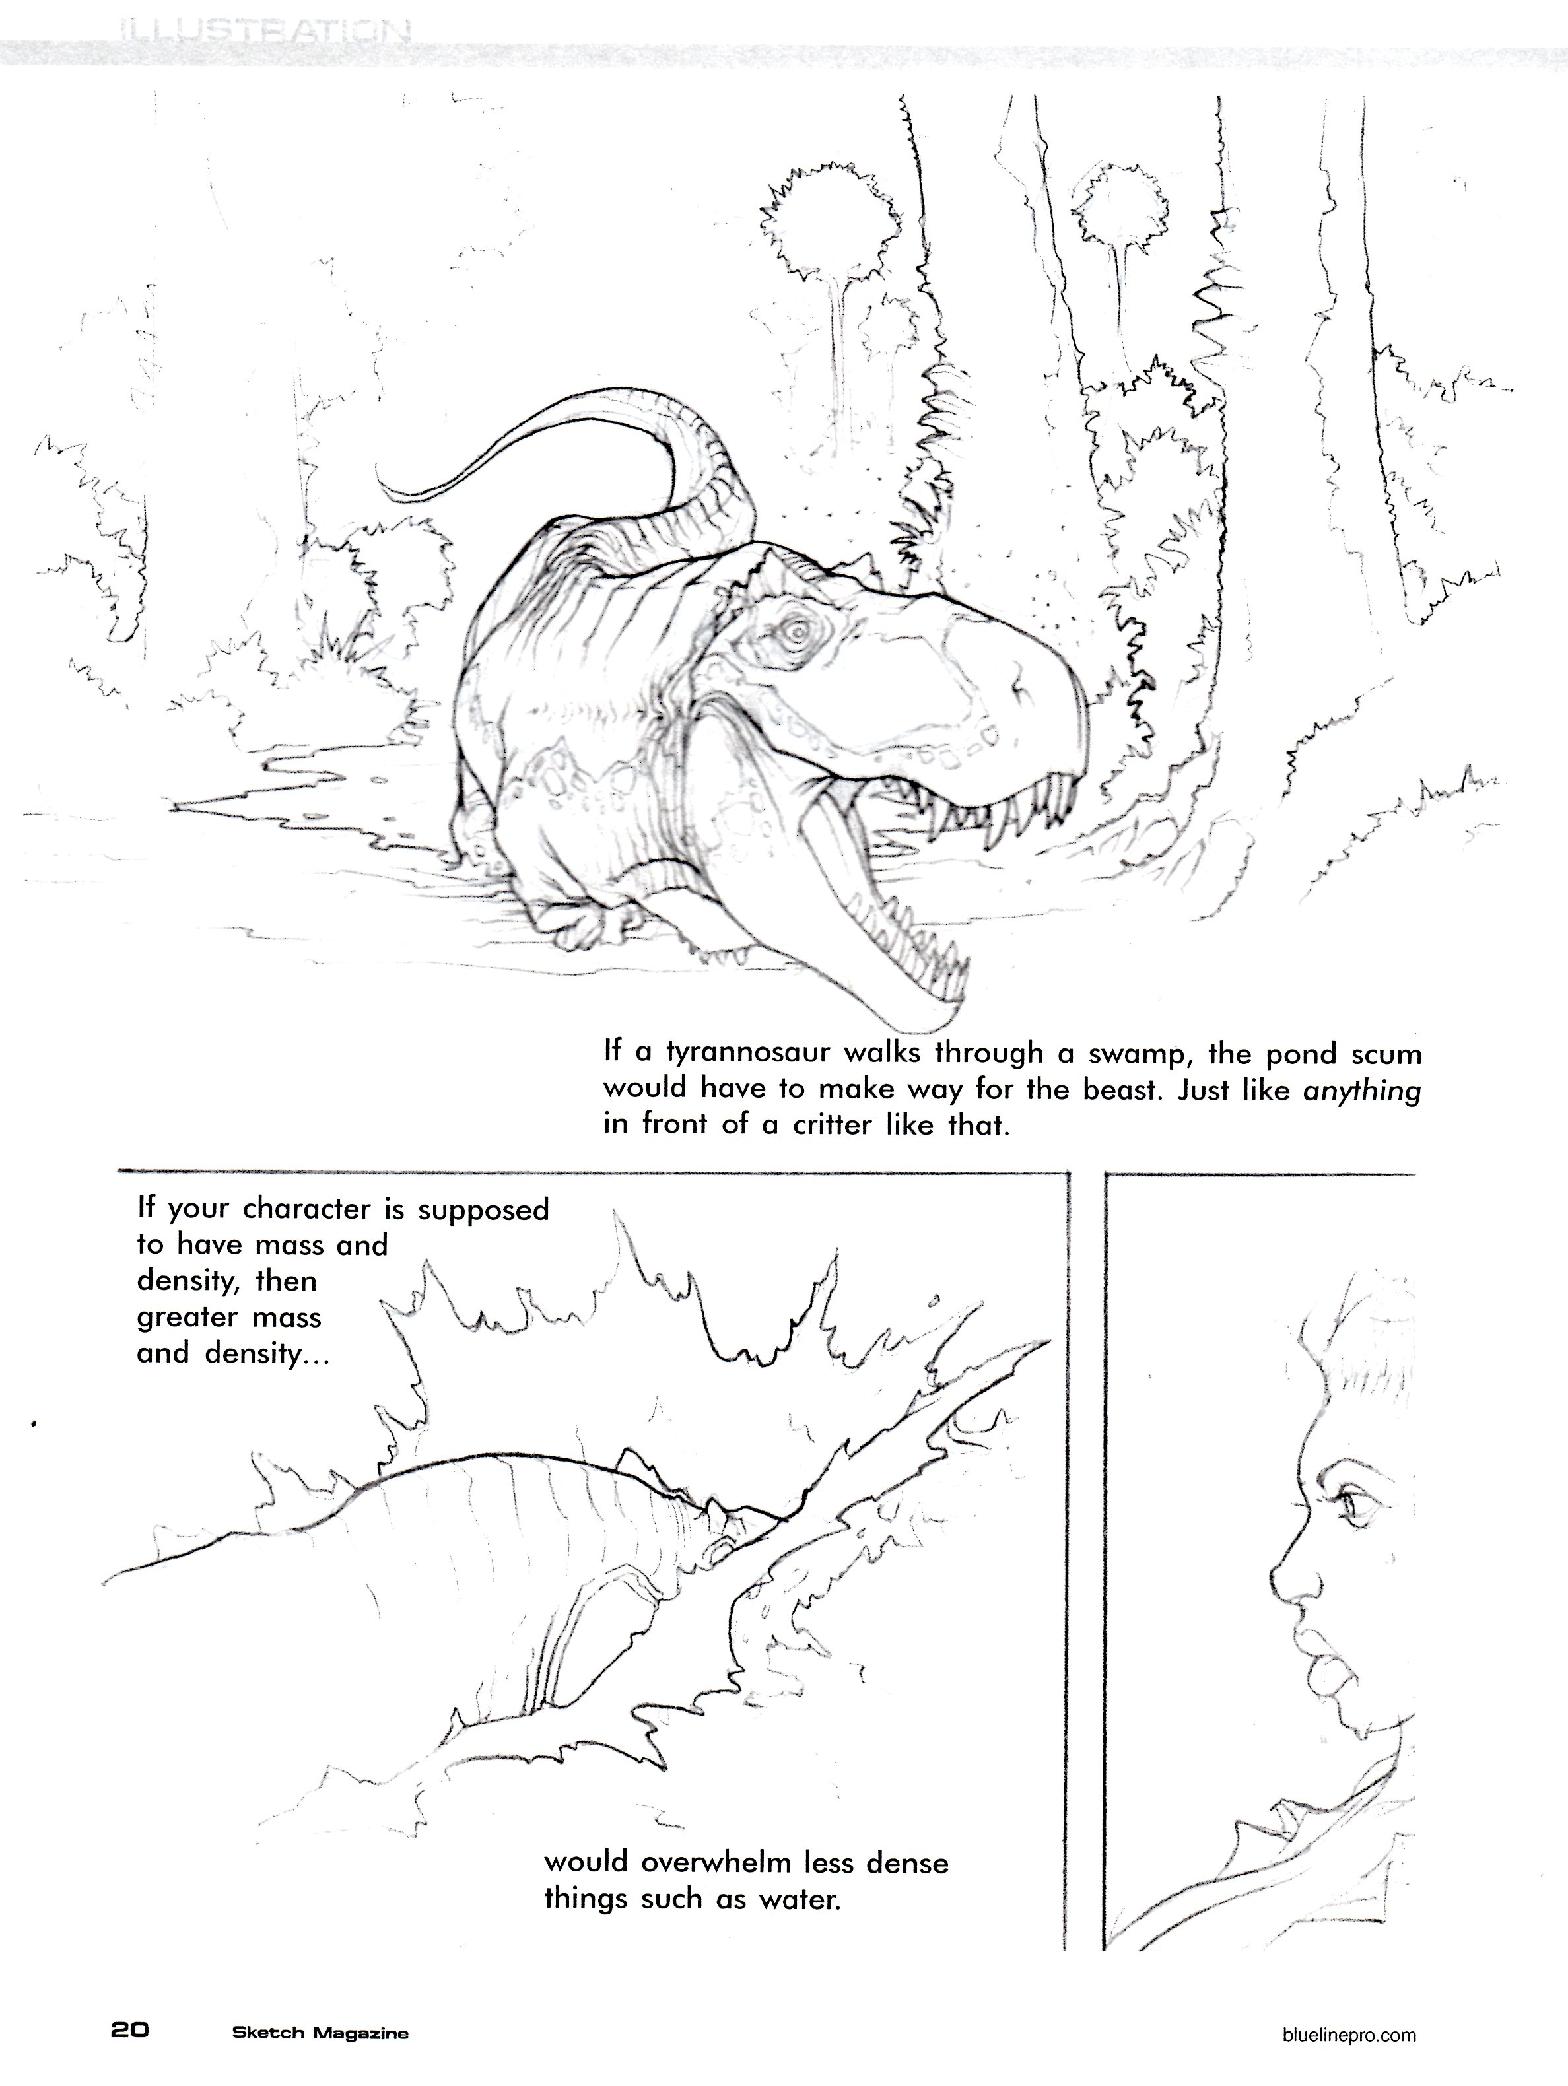 ILLUSTRATION
If a tyrannosaur walks through a swamp, the pond scum
would have to make way for the beast. Just like anything
in front of a critter like that.
If your character is supposed
to have mass and
density, then
greater mass
and density...
would overwhelm less dense
things such as water.
20 Sketch Magazine bluelinepro.com